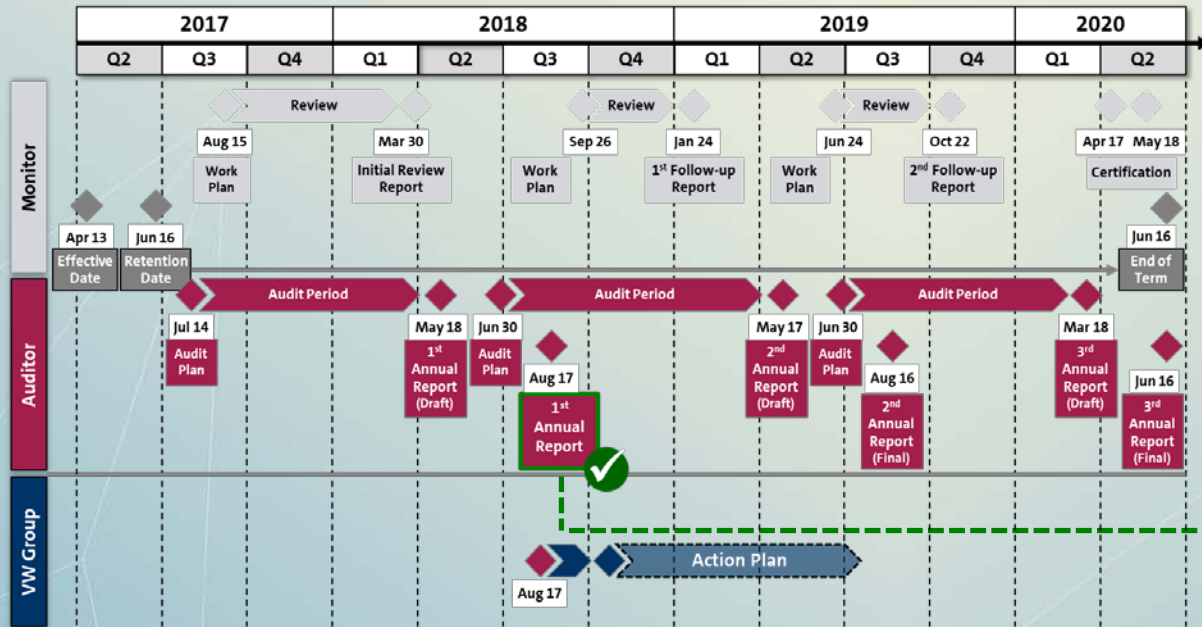 2017 2018 2019 2020
Q2 Q3 Q4 Q1 Q2 Q3 Q4 Q1 Q2 Q3 Q4 Q1 Q2
Monitor
Review Review Review
Aug 15 Mar 30 Sep 26 Jan 24 Jun 24 Oct 22 Apr 17 May 18
Work
Plan
Initial Review
Report
Work
Plan
1st Follow-up
Report
Work
Plan
2nd Follow-up
Report
Certification
Apr 13
Effective
Date
Jun 16
Retention
Date
Jun 16
End of
Term
Auditor
Audit Period Audit Period Audit Period
Jul 14
Audit
Plan
May 18
1st
Annual
Report
(Draft)
Jun 30
Audit
Plan
Aug 17
1st
Annual
Report
May 17
2nd
Annual
Report
(Draft)
Jun 30
Audit
Plan
Aug 16
2nd
Annual
Report
(Final)
Mar 18
3rd
Annual
Report
(Draft)
Jun 16
3rd
Annual
Report
(Final)
VW Group
Action Plan
Aug 17